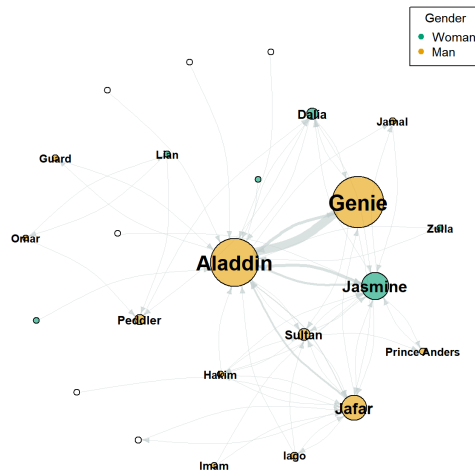 Gender
Woman
Man
Dalia
Jamal
Guard
Lian
Genie
Omar
Zulla
Aladdin
Jasmine
Peddler
Sultan
Prince Anders
Hakim
Jafar
Iago
Imam